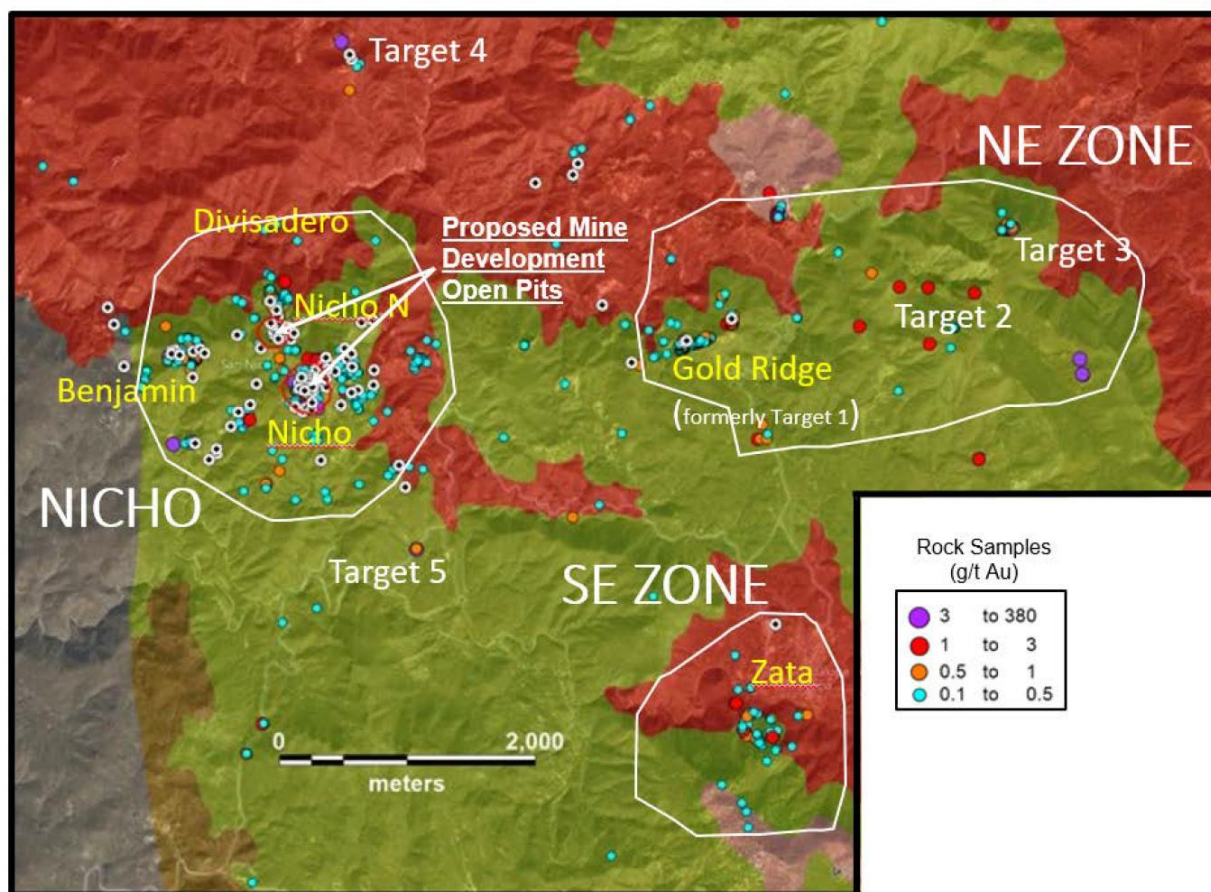 Target 4
NE ZONE
Divisadero
Proposed Mine
Development
Open Pits
Nicho N
Target 3
Target 2
Benjamin
Gold Ridge
(formerly Target 1)
Nicho
NICHO
Target 5
SE ZONE
Zata
0 2,000
meters
Rock Samples
(g/t Au)
3 to 380
1 to 3
0.5 to 1
0.1 to 0.5